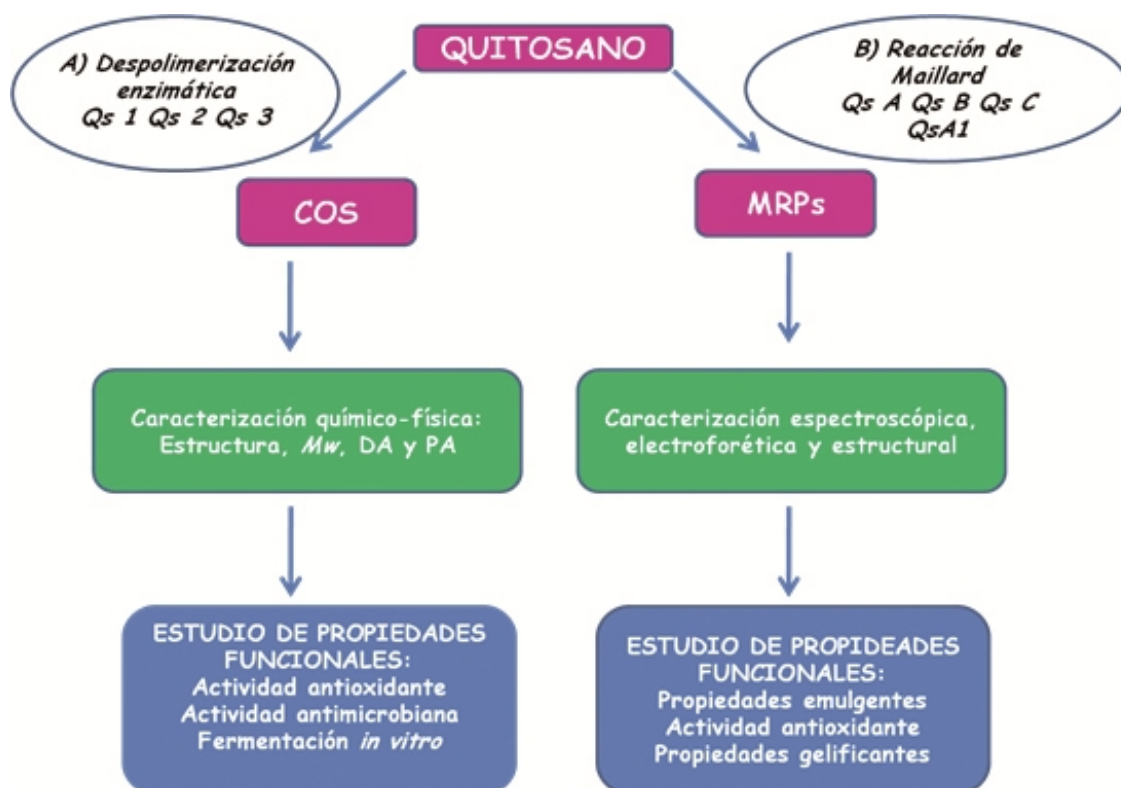 QUITOSANO
A) Despolimerización
enzimática
Qs 1 Qs 2 Qs 3
B) Reacción de
Maillard
Qs A Qs B Qs C
QsA1
COS
MRPs
Caracterización químico-física:
Estructura, Mw, DA y PA
Caracterización espectroscópica,
electroforética y estructural
ESTUDIO DE PROPIEDADES
FUNCIONALES:
Actividad antioxidante
Actividad antimicrobiana
Fermentación in vitro
ESTUDIO DE PROPIDEADES
FUNCIONALES:
Propiedades emulgentes
Actividad antioxidante
Propiedades gelificantes